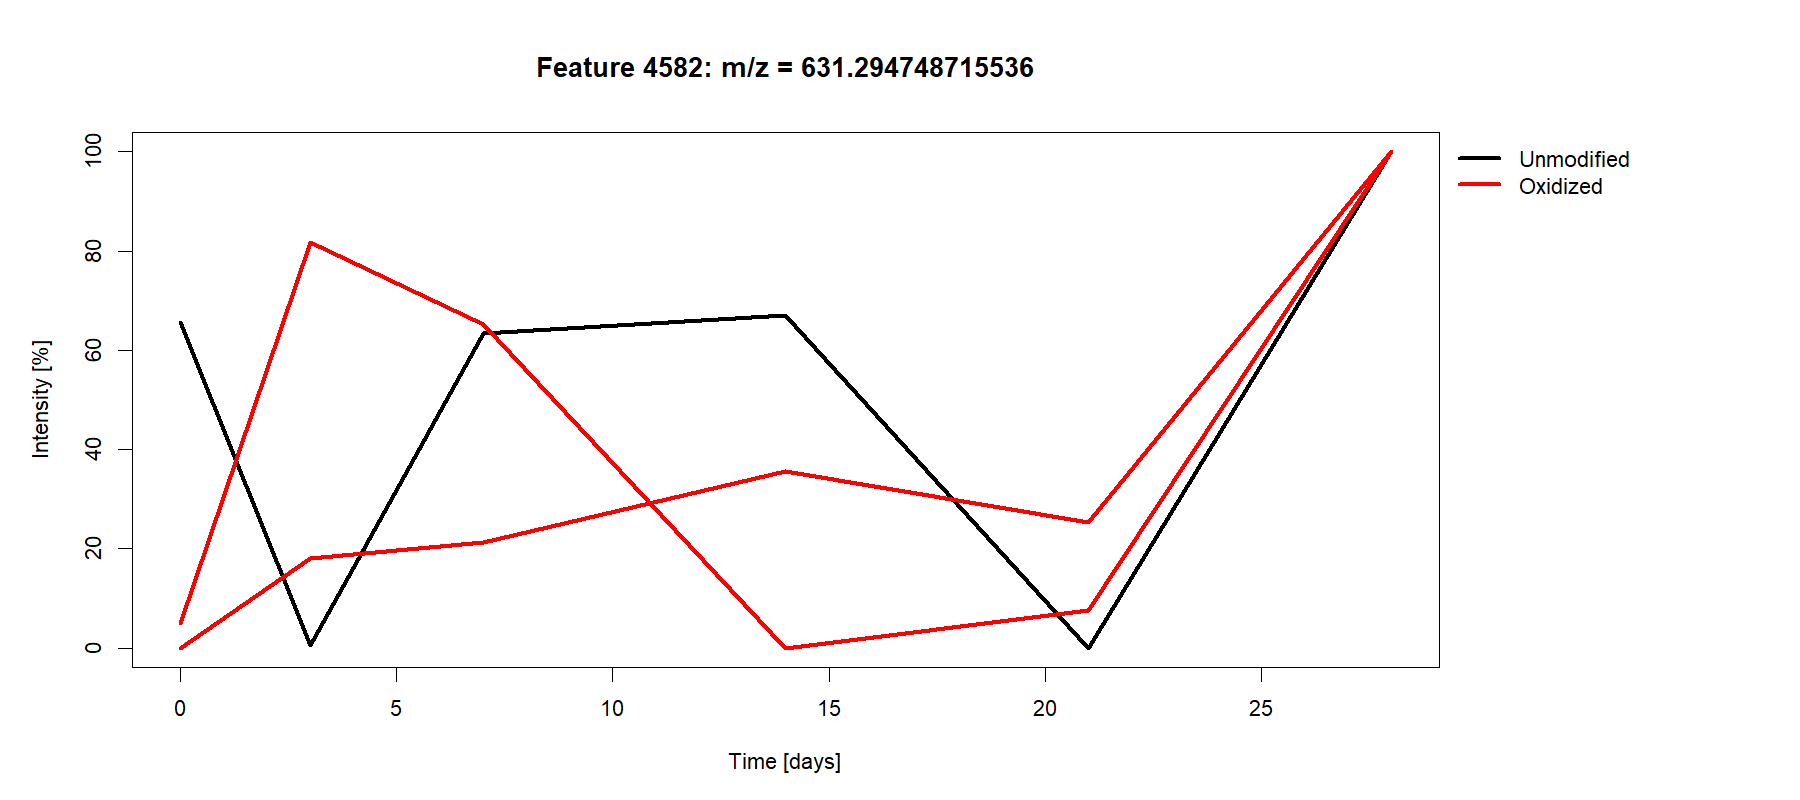 Feature 4582: m/z = 631.294748715536
100
80
60
40
20
0
Intensity [%]
0 5 10 15 20 25
Time [days]
Unmodified
Oxidized